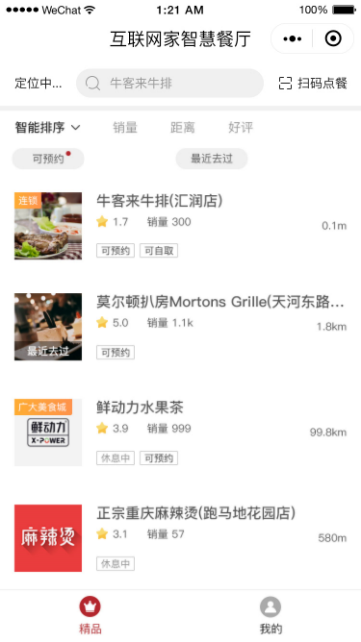 WeChat 1:21 AM 100%
互联网家智慧餐厅
定位中... 牛客来牛排 扫码点餐
智能排序 销量 距离 好评
可预约 最近去过
连锁
牛客来牛排(汇润店)
1.7 销量 300
0.1m
可预约 可自取
莫尔顿扒房Mortons Grille(天河东路...
5.0 销量 1.1k
1.8km
最近去过
可预约
广大美食城
鲜动力水果茶
鲜动力
X-POWER
3.9 销量 999
99.8km
休息中 可预约
正宗重庆麻辣烫(跑马地花园店)
麻辣烫
3.1 销量 57
580m
休息中
精品 我的